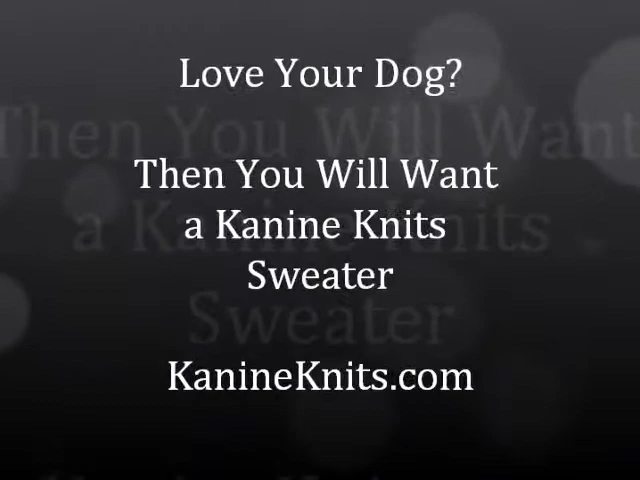 Love Your Dog?
Then You Will Want
a Kanine Knits
Sweater
KanineKnits.com